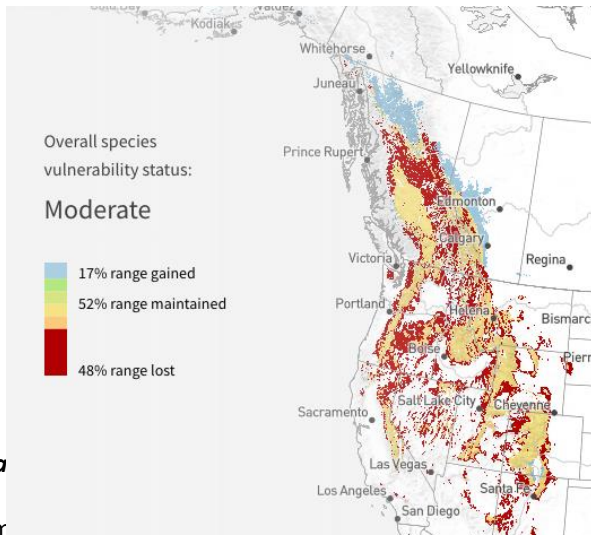 Kodiak
Whitehorse
Yellowknife
Juneau
Overall species
vulnerability status:
Moderate
Prince Rupert
Edmonton
Calgary
17% range gained
Victoria
Regina
52% range maintained
Portland
Helena
Bismarc
Boise
Pierr
48% range lost
Salt Lake City
Cheyenne
Sacramento
Las Vegas
Santa Fe
Los Angeles
San Diego